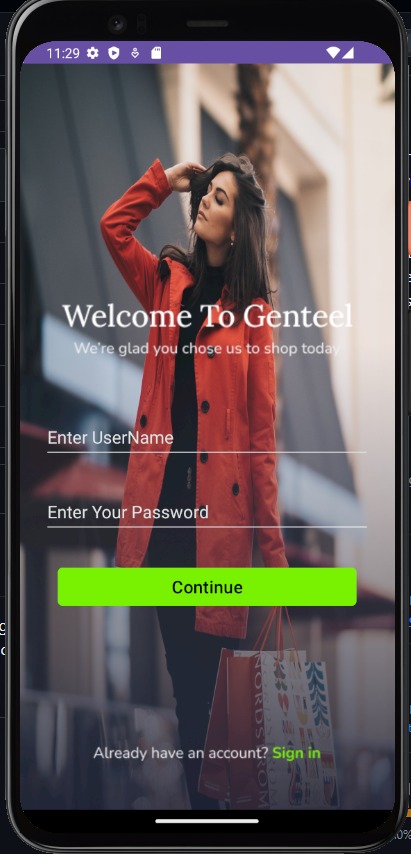 11:29
Welcome To Genteel
We're glad you chose us to shop today
Enter UserName
Enter Your Password
Continue
Already have an account? Sign in